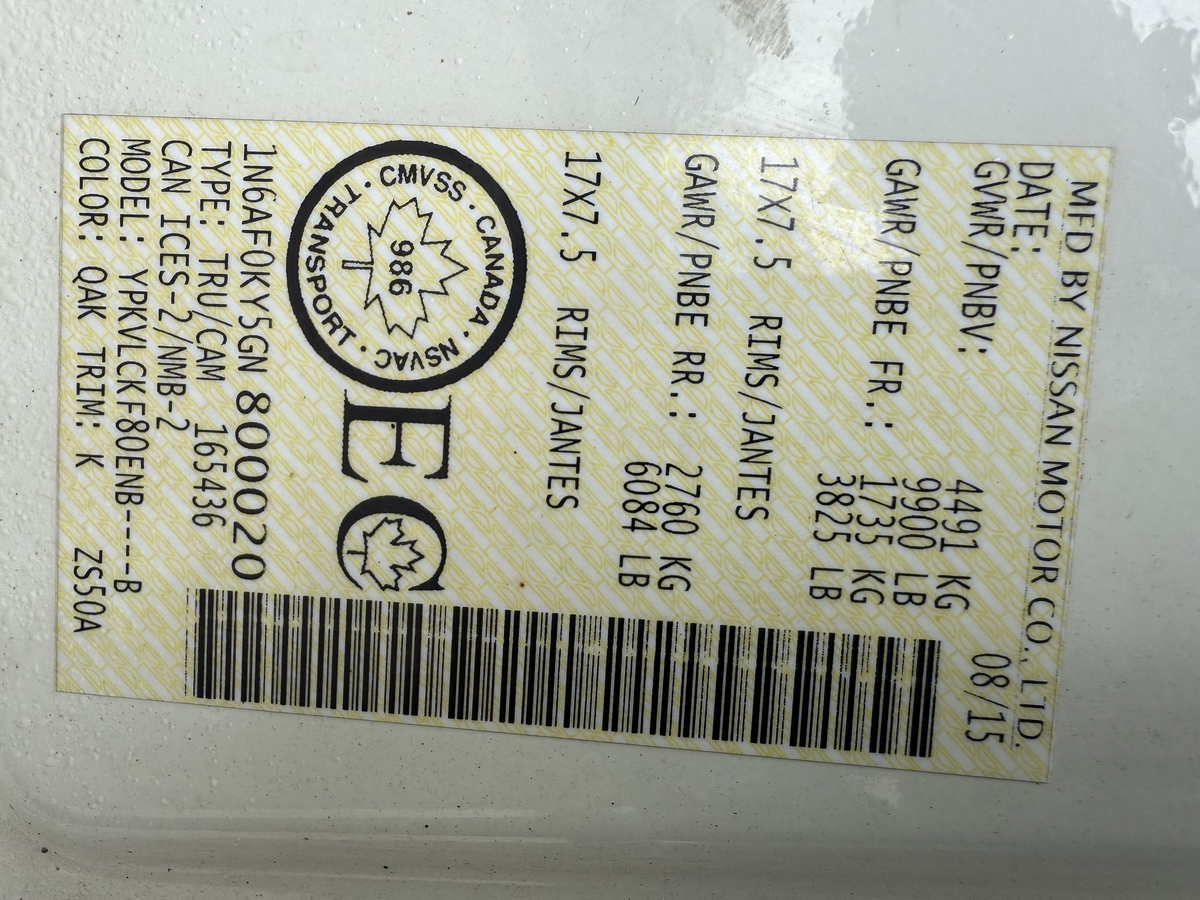 MFD BY NISSAN MOTOR CO., LTD.
DATE: 08/15
GVWR/PNBV: 4491 KG
9900 LB
GAWR/PNBE FR.: 1735 KG
3825 LB
17X7.5 RIMS/JANTES
GAWR/PNBE RR.: 2760 KG
6084 LB
17X7.5 RIMS/JANTES
CMVSS · CANADA · NSVAC · TRANSPORT ·
986
EC
1N6AF0KY5GN 800020
TYPE: TRU/CAM 165436
CAN ICES-2/NMB-2
MODEL: YPKVLCKF80ENB----B
COLOR: QAK TRIM: K ZS50A